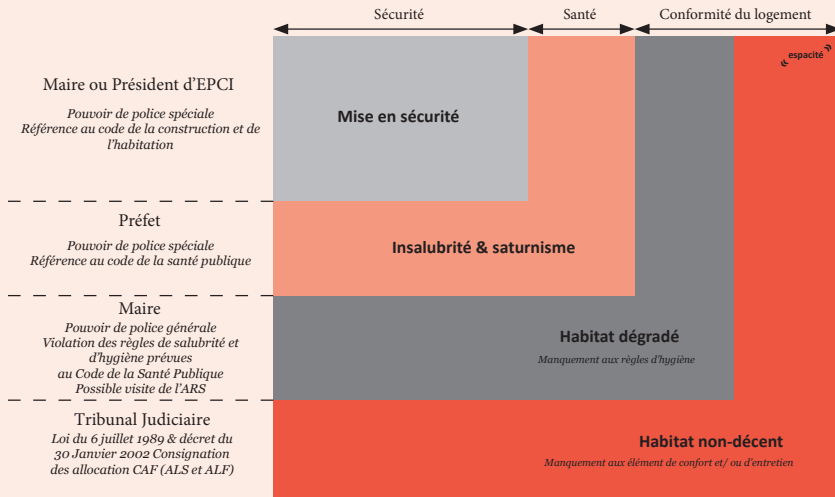 Sécurité
Santé
Conformité du logement
« espacité »
Maire ou Président d'EPCI
Pouvoir de police spéciale
Référence au code de la construction et de
l'habitation
Mise en sécurité
Préfet
Pouvoir de police spéciale
Référence au code de la santé publique
Insalubrité & saturnisme
Maire
Pouvoir de police générale
Violation des règles de salubrité et
d'hygiène prévues
au Code de la Santé Publique
Possible visite de l'ARS
Habitat dégradé
Manquement aux règles d'hygiène
Tribunal Judiciaire
Loi du 6 juillet 1989 & décret du
30 Janvier 2002 Consignation
des allocation CAF (ALS et ALF)
Habitat non-décent
Manquement aux élément de confort et/ ou d'entretien